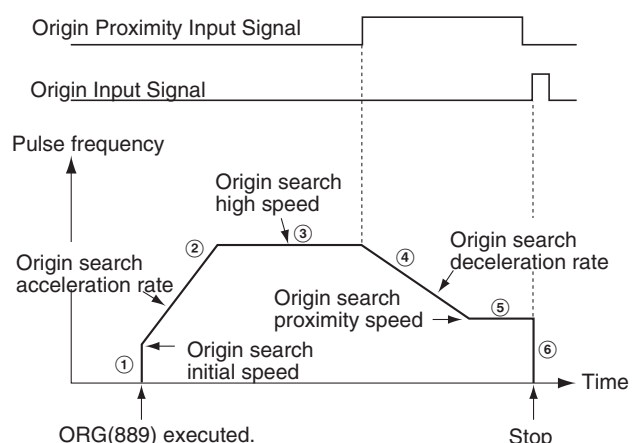 Origin Proximity Input Signal
Origin Input Signal
Pulse frequency
Origin search
high speed
②
③
④
Origin search
acceleration rate
Origin search
deceleration rate
Origin search
proximity speed
⑤
①
Origin search
initial speed
⑥
Time
ORG(889) executed.
Stop